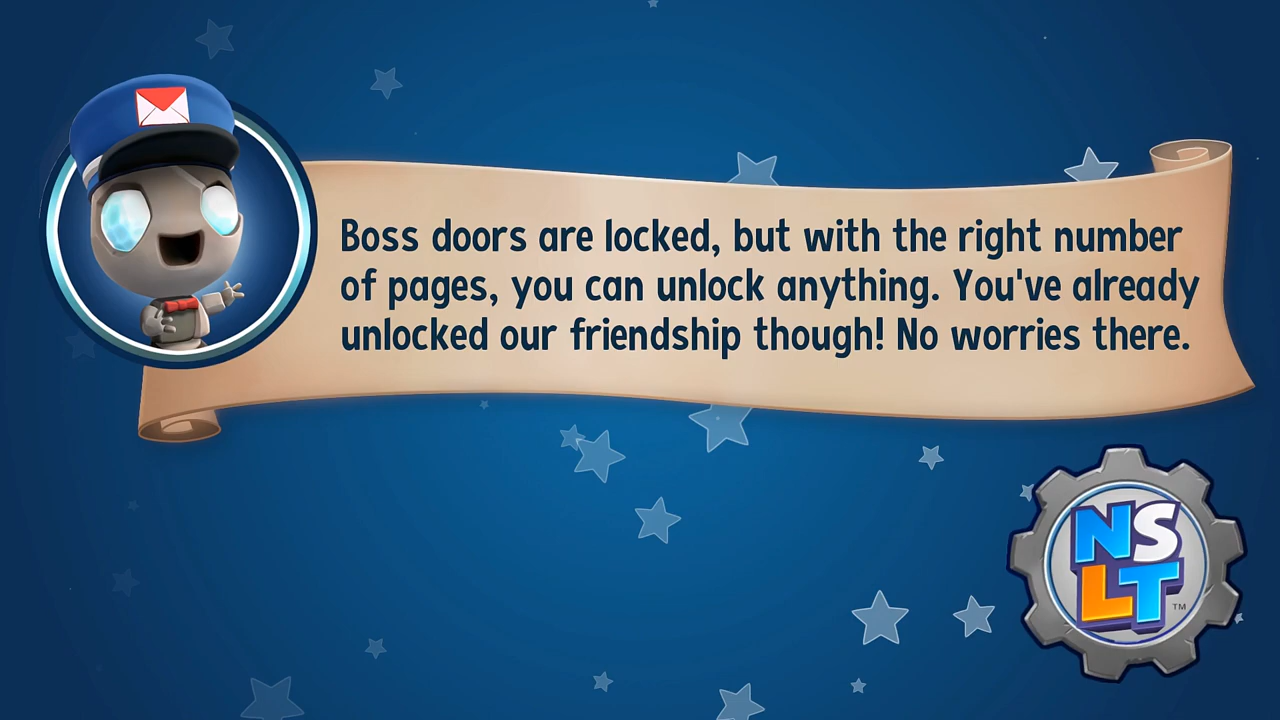 Boss doors are locked, but with the right number
of pages, you can unlock anything. You've already
unlocked our friendship though! No worries there.
NS
LT
TM